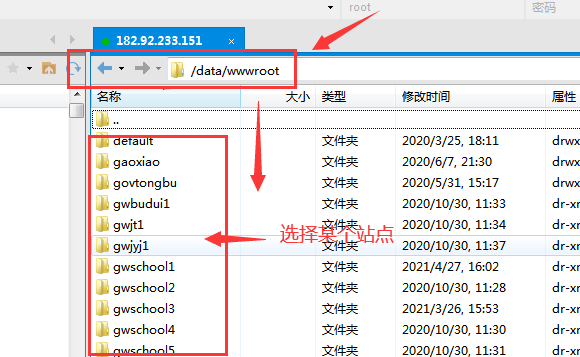 root 密码
182.92.233.151 ×
/data/wwwroot
名称 大小 类型 修改时间 属性
..
default 文件夹 2020/3/25, 18:11 drwx
gaoxiao 文件夹 2020/6/7, 21:30 drwx
govtongbu 文件夹 2020/5/31, 15:17 drwx
gwbudui1 文件夹 2020/10/30, 11:33 dr-xr
gwjt1 文件夹 2020/10/30, 11:34 dr-xr
gwjyj1 文件夹 2020/10/30, 11:37 dr-xr
选择某个站点
gwschool1 文件夹 2021/4/27, 16:02 drwx
gwschool2 文件夹 2020/10/30, 11:28 dr-xr
gwschool3 文件夹 2021/3/26, 15:53 drwx
gwschool4 文件夹 2020/10/30, 11:30 dr-xr
gwschool5 文件夹 2020/10/30, 11:31 dr-xr